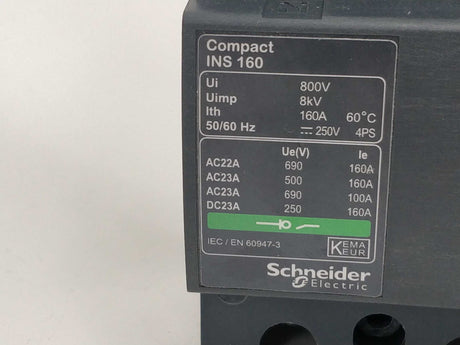 Compact
INS 160
Ui 800V
Uimp 8kV
Ith 160A 60°C
50/60 Hz ⎓ 250V 4PS
Ue(V) Ie
AC22A 690 160A
AC23A 500 160A
AC23A 690 100A
DC23A 250 160A
IEC / EN 60947-3
KEMA
KEUR
Schneider
Electric